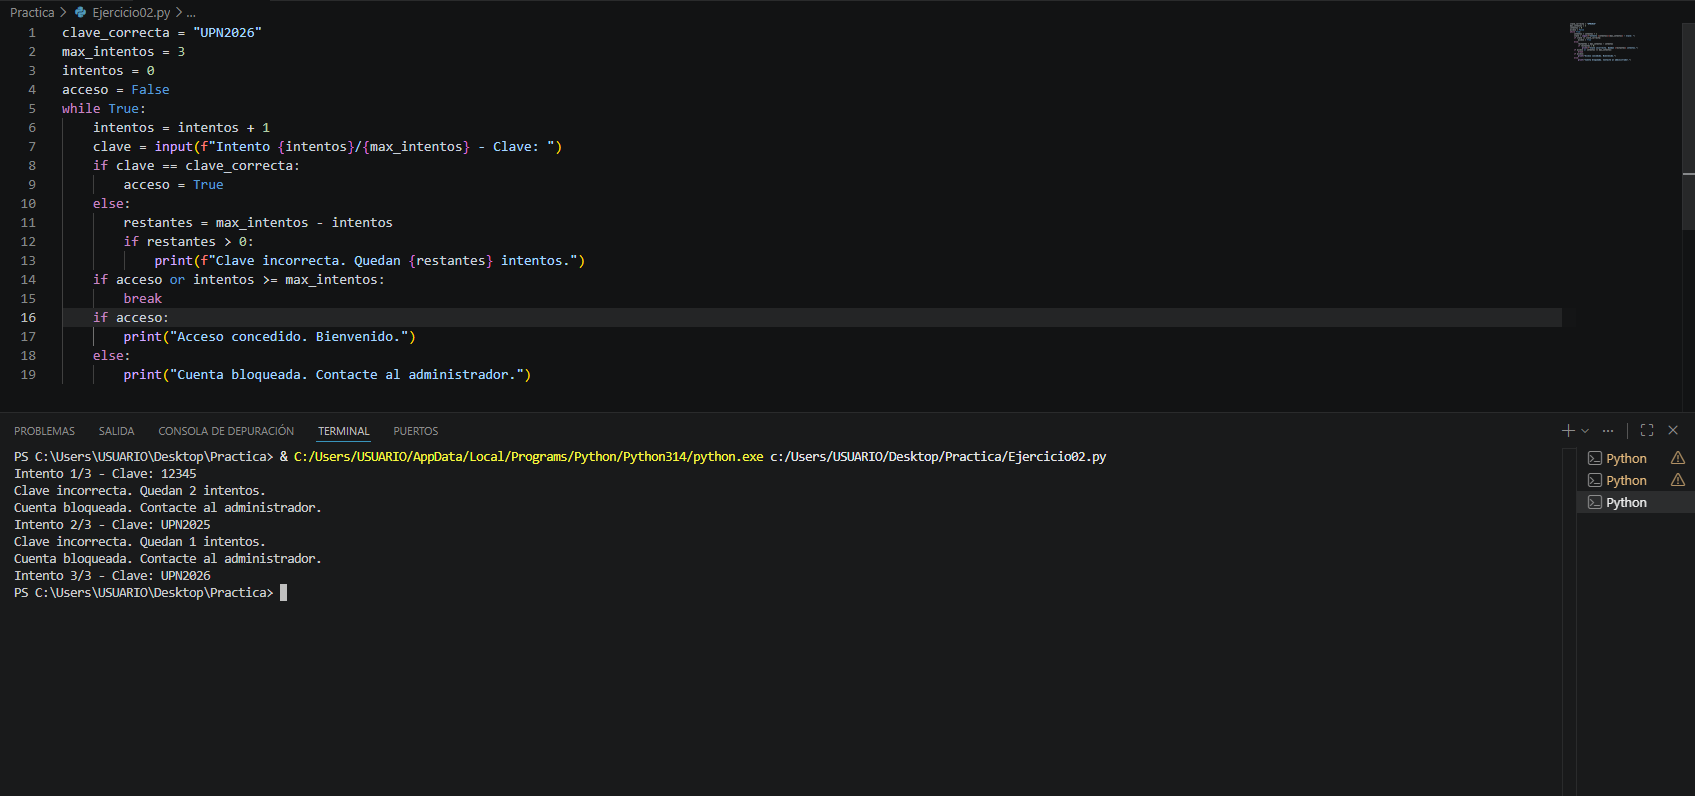 Practica > Ejercicio02.py > ...
1 clave_correcta = "UPN2026"
2 max_intentos = 3
3 intentos = 0
4 acceso = False
5 while True:
6     intentos = intentos + 1
7     clave = input(f"Intento {intentos}/{max_intentos} - Clave: ")
8     if clave == clave_correcta:
9         acceso = True
10     else:
11         restantes = max_intentos - intentos
12         if restantes > 0:
13             print(f"Clave incorrecta. Quedan {restantes} intentos.")
14     if acceso or intentos >= max_intentos:
15         break
16     if acceso:
17         print("Acceso concedido. Bienvenido.")
18     else:
19         print("Cuenta bloqueada. Contacte al administrador.")
PROBLEMAS SALIDA CONSOLA DE DEPURACIÓN TERMINAL PUERTOS
PS C:\Users\USUARIO\Desktop\Practica> & C:/Users/USUARIO/AppData/Local/Programs/Python/Python314/python.exe c:/Users/USUARIO/Desktop/Practica/Ejercicio02.py
Intento 1/3 - Clave: 12345
Clave incorrecta. Quedan 2 intentos.
Cuenta bloqueada. Contacte al administrador.
Intento 2/3 - Clave: UPN2025
Clave incorrecta. Quedan 1 intentos.
Cuenta bloqueada. Contacte al administrador.
Intento 3/3 - Clave: UPN2026
PS C:\Users\USUARIO\Desktop\Practica>
Python
Python
Python